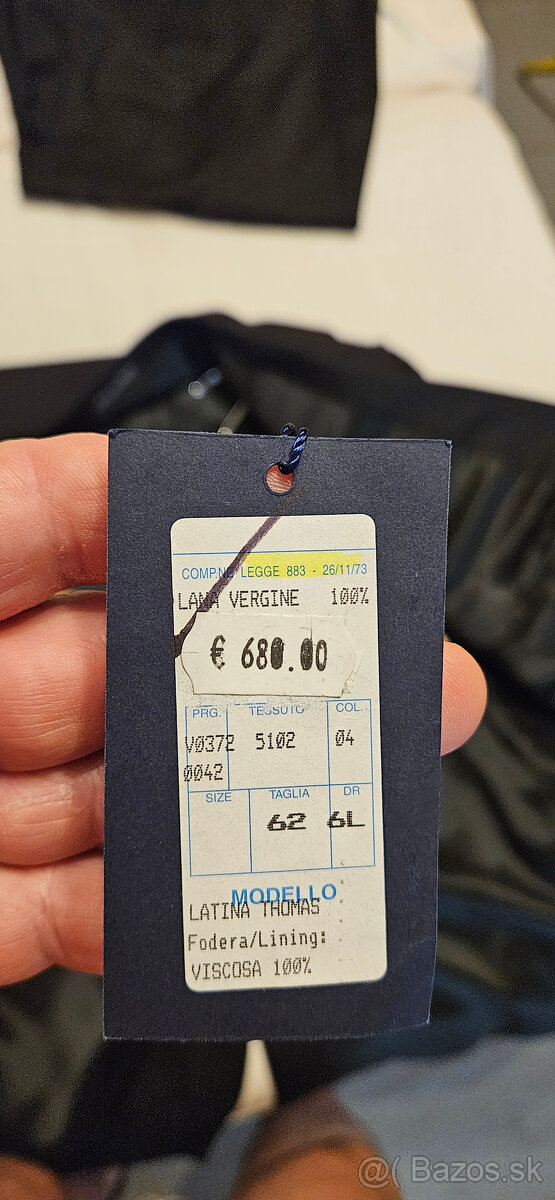 COMP.NE LEGGE 883 - 26/11/73
LANA VERGINE 100%
€ 680.00
PRG. TESSUTO COL.
V0372 5102 04
0042
SIZE TAGLIA DR
62 6L
MODELLO
LATINA THOMAS
Fodera/Lining:
VISCOSA 100%
@( Bazos.sk